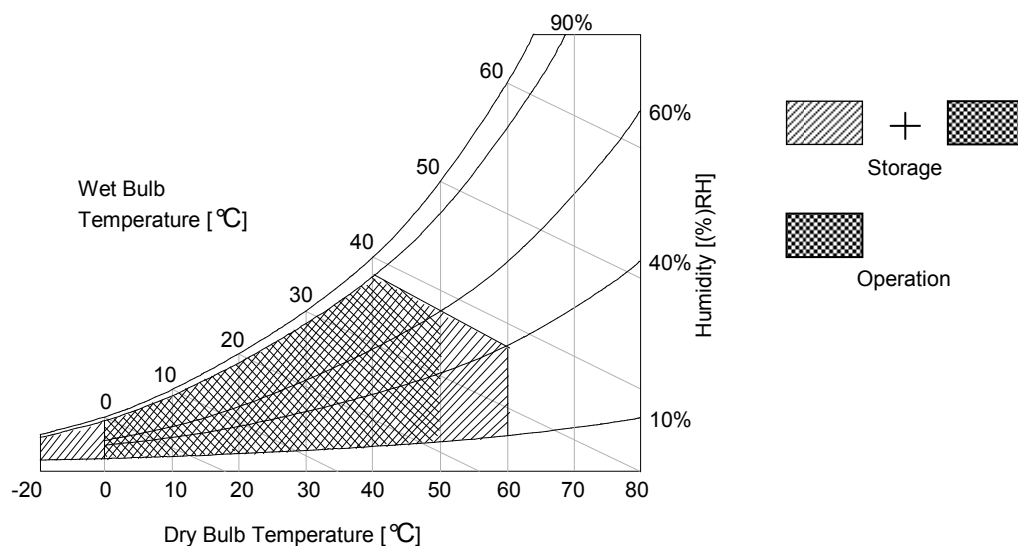 90%
60
60%
50
Wet Bulb
Temperature [℃]
Storage
40
Humidity [(%)RH]
40%
Operation
30
20
10
0
10%
-20 0 10 20 30 40 50 60 70 80
Dry Bulb Temperature [℃]